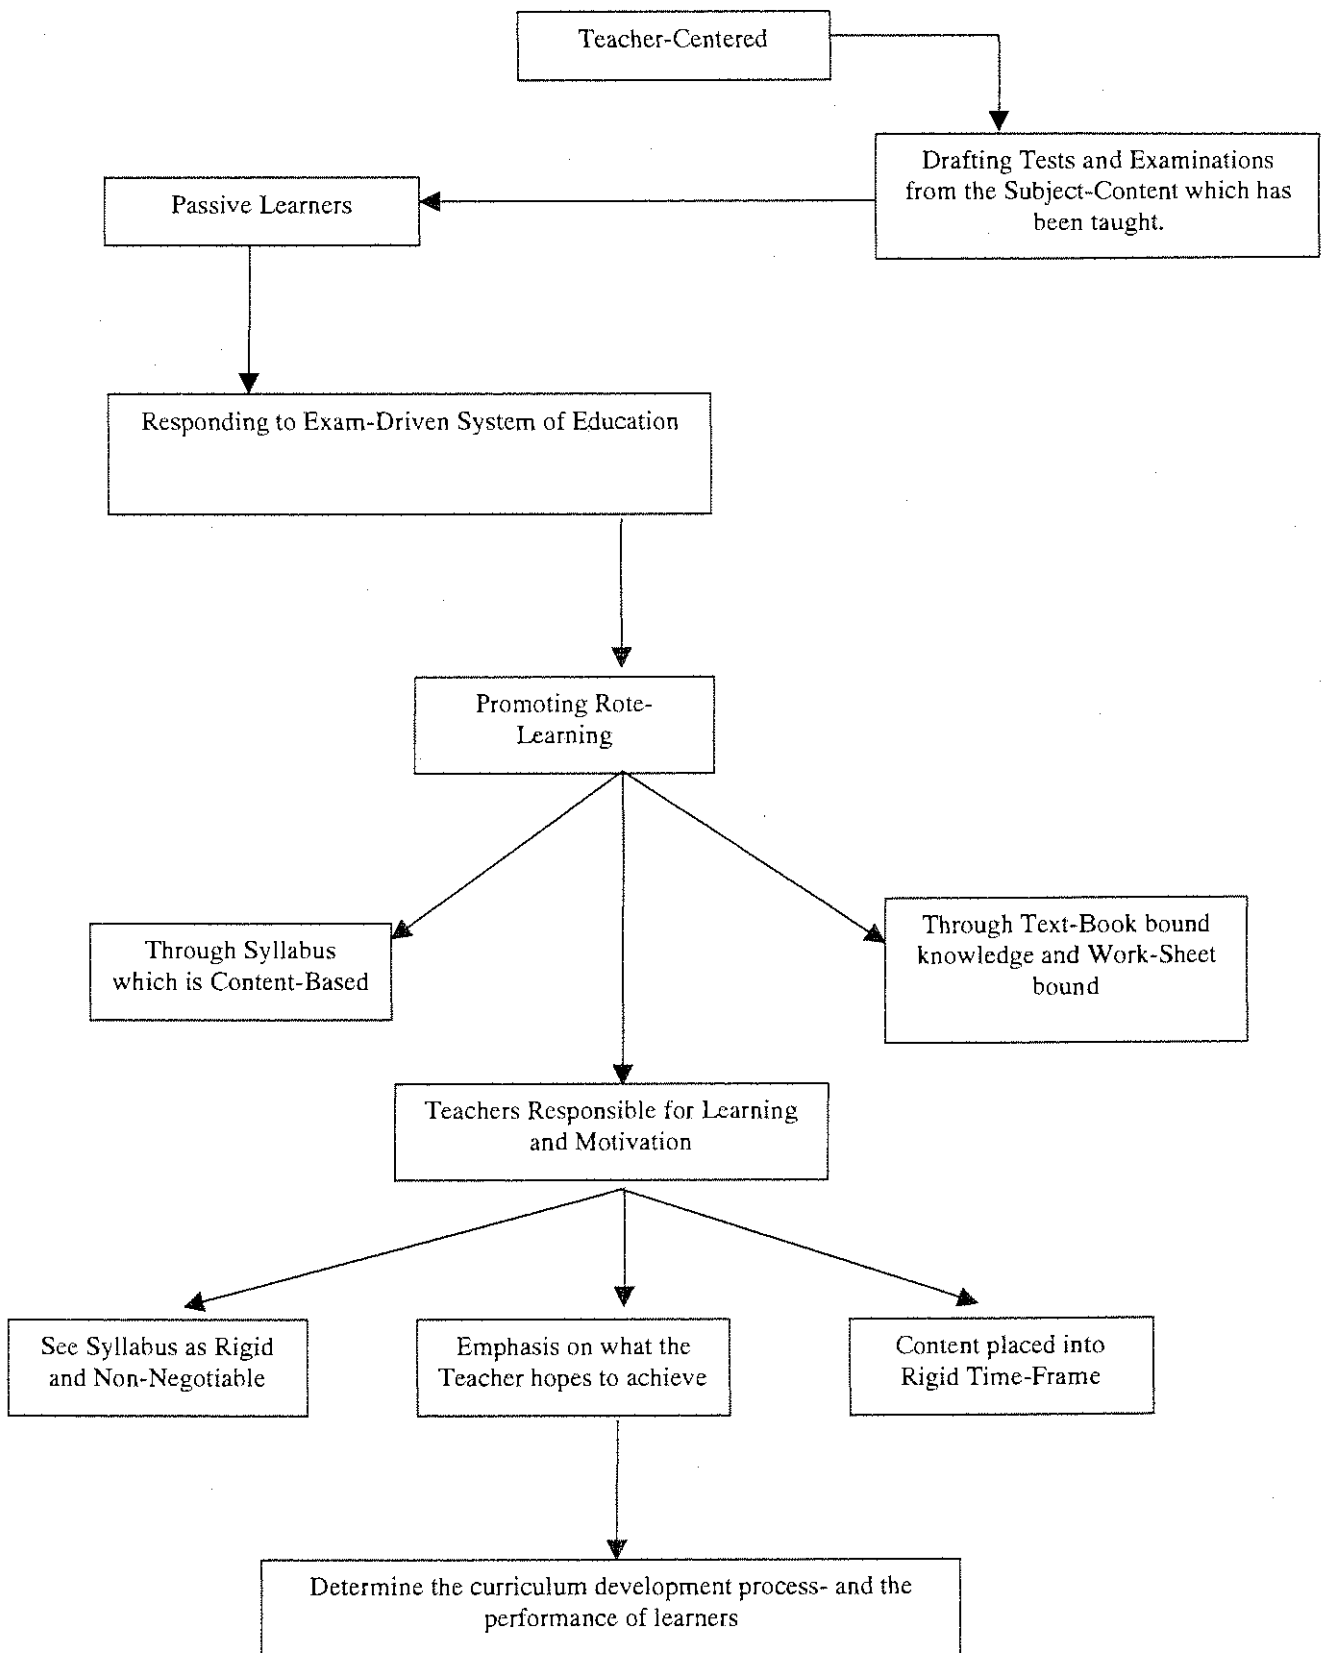 Teacher-Centered
Drafting Tests and Examinations
from the Subject-Content which has
been taught.
Passive Learners
Responding to Exam-Driven System of Education
Promoting Rote-
Learning
Through Syllabus
which is Content-Based
Through Text-Book bound
knowledge and Work-Sheet
bound
Teachers Responsible for Learning
and Motivation
See Syllabus as Rigid
and Non-Negotiable
Emphasis on what the
Teacher hopes to achieve
Content placed into
Rigid Time-Frame
Determine the curriculum development process- and the
performance of learners